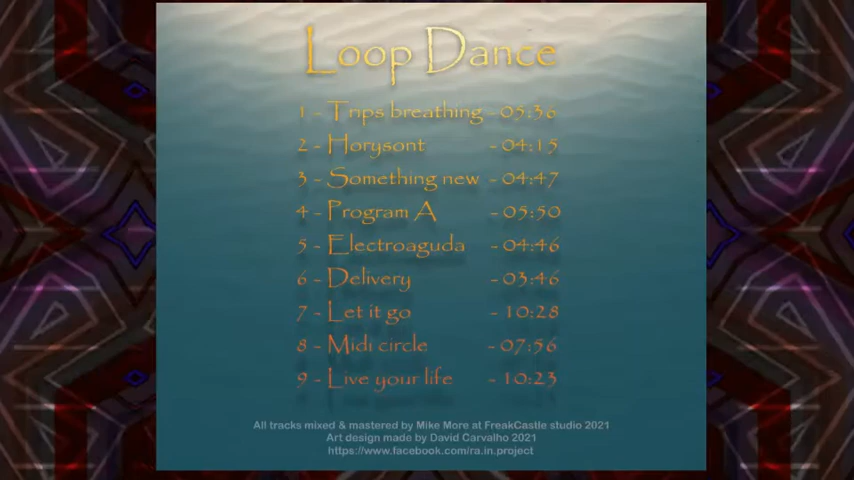 Loop Dance
1 - Trips breathing - 05:36
2 - Horysont - 04:15
3 - Something new - 04:47
4 - Program A - 05:50
5 - Electroaguda - 04:46
6 - Delivery - 03:46
7 - Let it go - 10:28
8 - Midi circle - 07:56
9 - Live your life - 10:23
All tracks mixed & mastered by Mike More at FreakCastle studio 2021
Art design made by David Carvalho 2021
https://www.facebook.com/ra.in.project